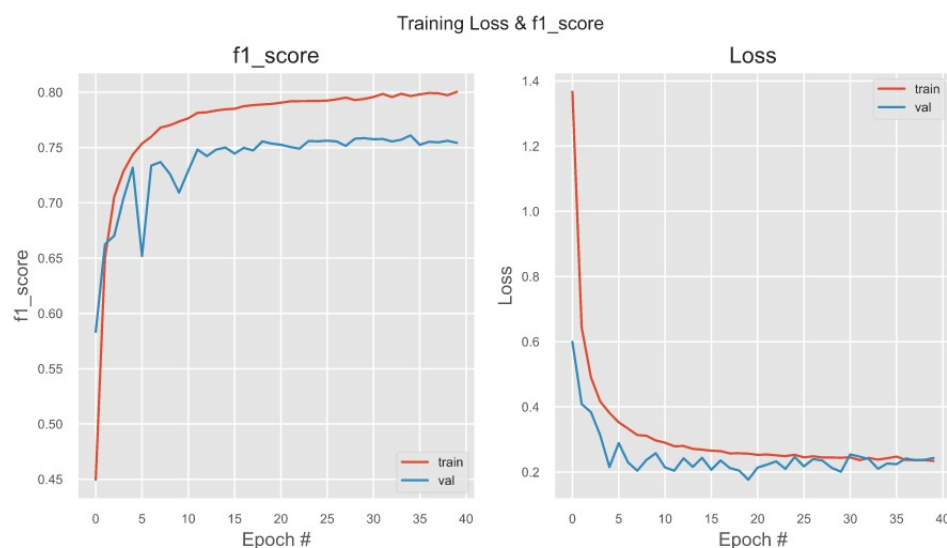 Training Loss & f1_score
f1_score
0.80
0.75
0.70
0.65
0.60
0.55
0.50
0.45
f1_score
train
val
0 5 10 15 20 25 30 35 40
Epoch #
Loss
1.4
1.2
1.0
0.8
0.6
0.4
0.2
Loss
train
val
0 5 10 15 20 25 30 35 40
Epoch #